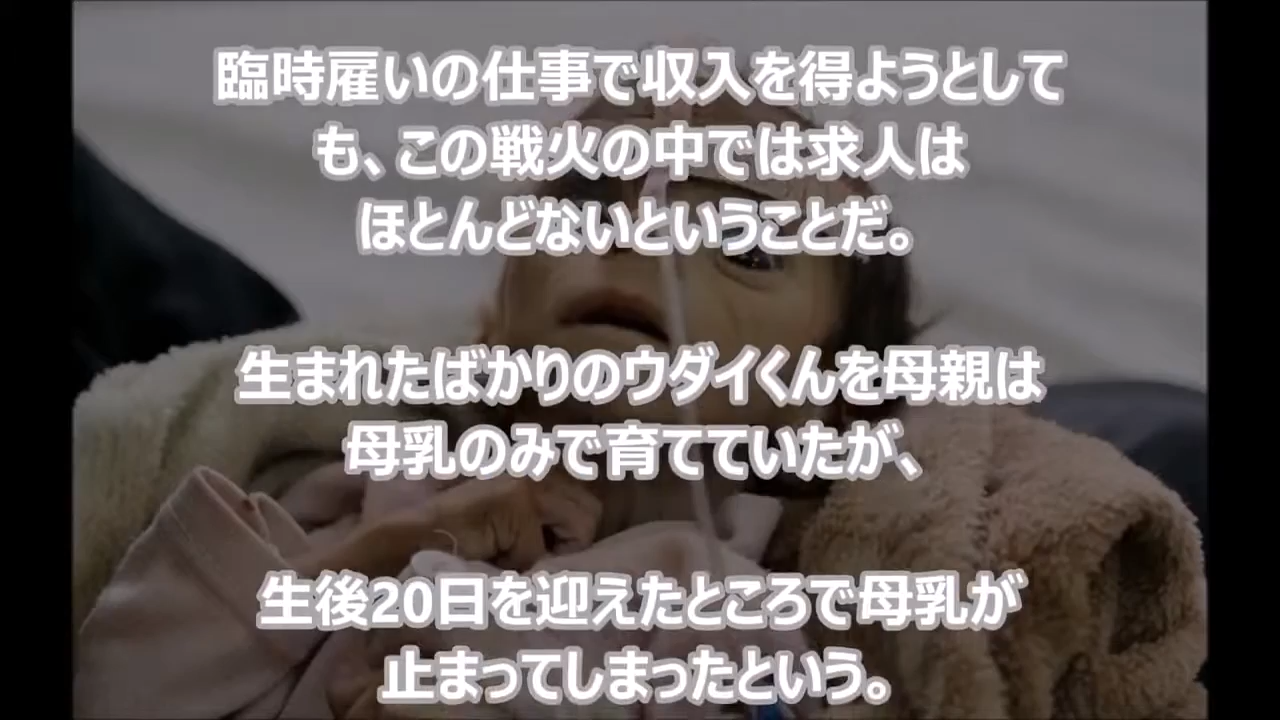 臨時雇いの仕事で収入を得ようとして
も、この戦火の中では求人は
ほとんどないということだ。
生まれたばかりのウダイくんを母親は
母乳のみで育てていたが、
生後20日を迎えたところで母乳が
止まってしまったという。